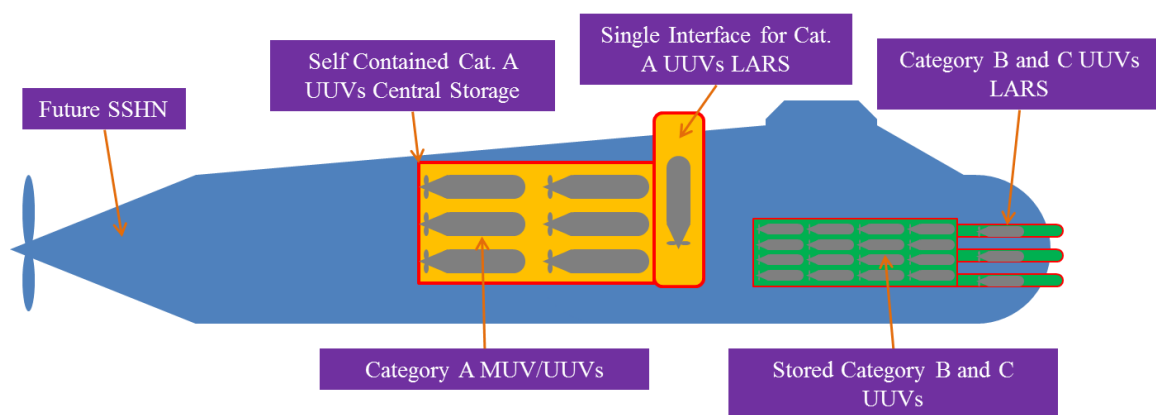 Future SSHN
Self Contained Cat. A
UUVs Central Storage
Single Interface for Cat.
A UUVs LARS
Category B and C UUVs
LARS
Category A MUV/UUVs
Stored Category B and C
UUVs